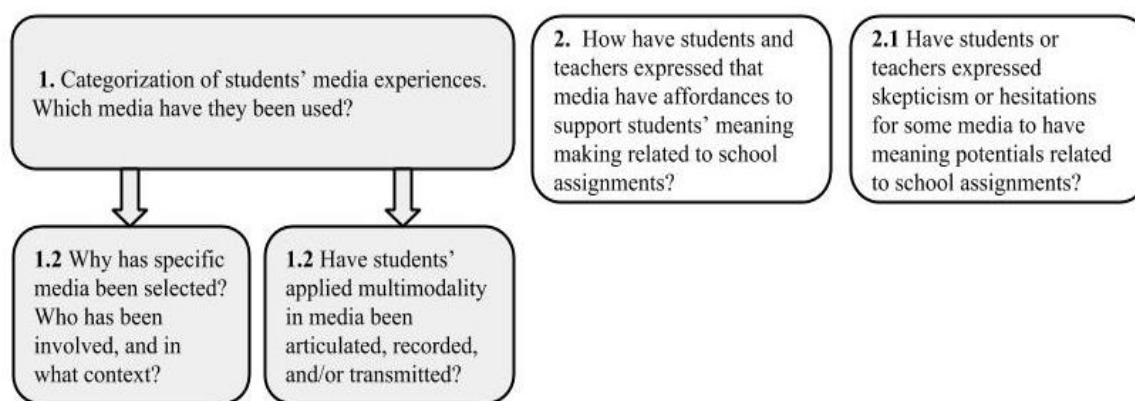 1. Categorization of students’ media experiences.
Which media have they been used?
2. How have students and
teachers expressed that
media have affordances to
support students’ meaning
making related to school
assignments?
2.1 Have students or
teachers expressed
skepticism or hesitations
for some media to have
meaning potentials related
to school assignments?
1.2 Why has specific
media been selected?
Who has been
involved, and in
what context?
1.2 Have students’
applied multimodality
in media been
articulated, recorded,
and/or transmitted?